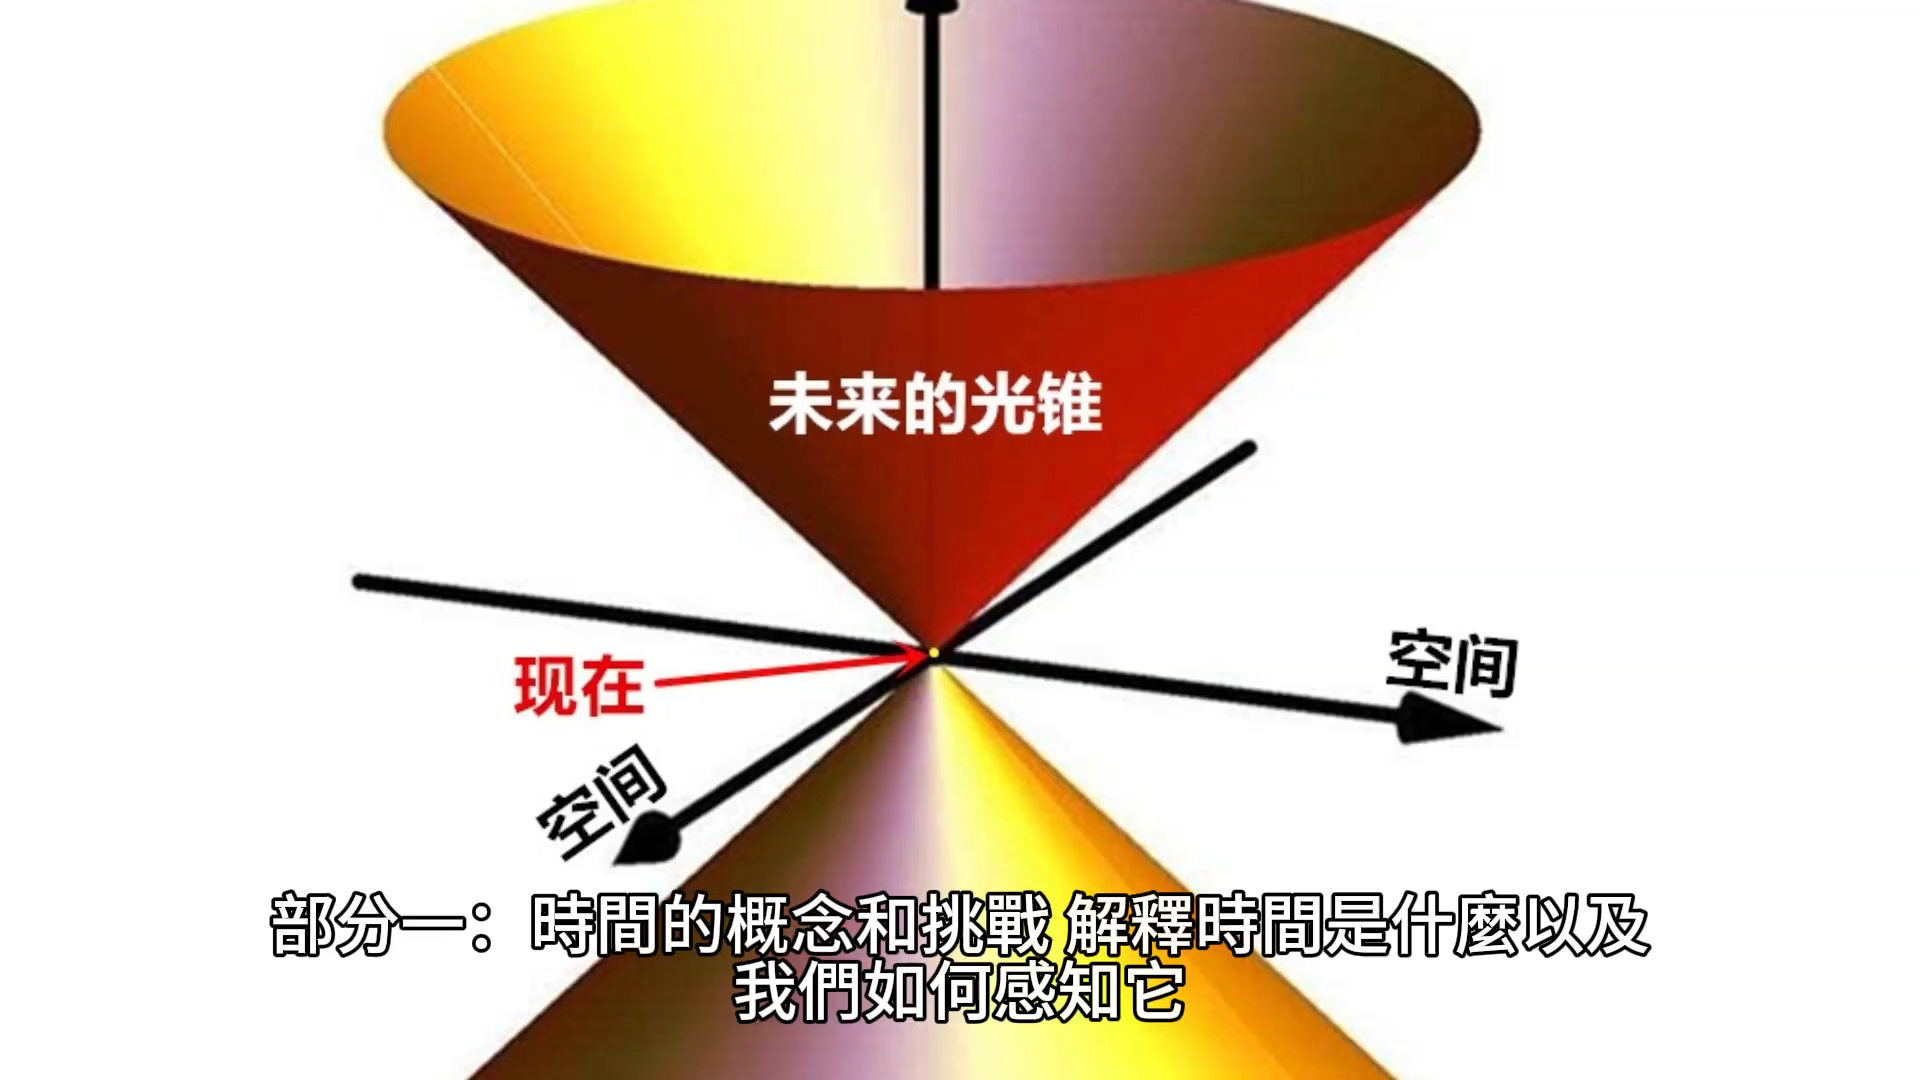 未来的光锥
空间
现在
空间
部分一：時間的概念和挑戰 解釋時間是什麼以及
我們如何感知它